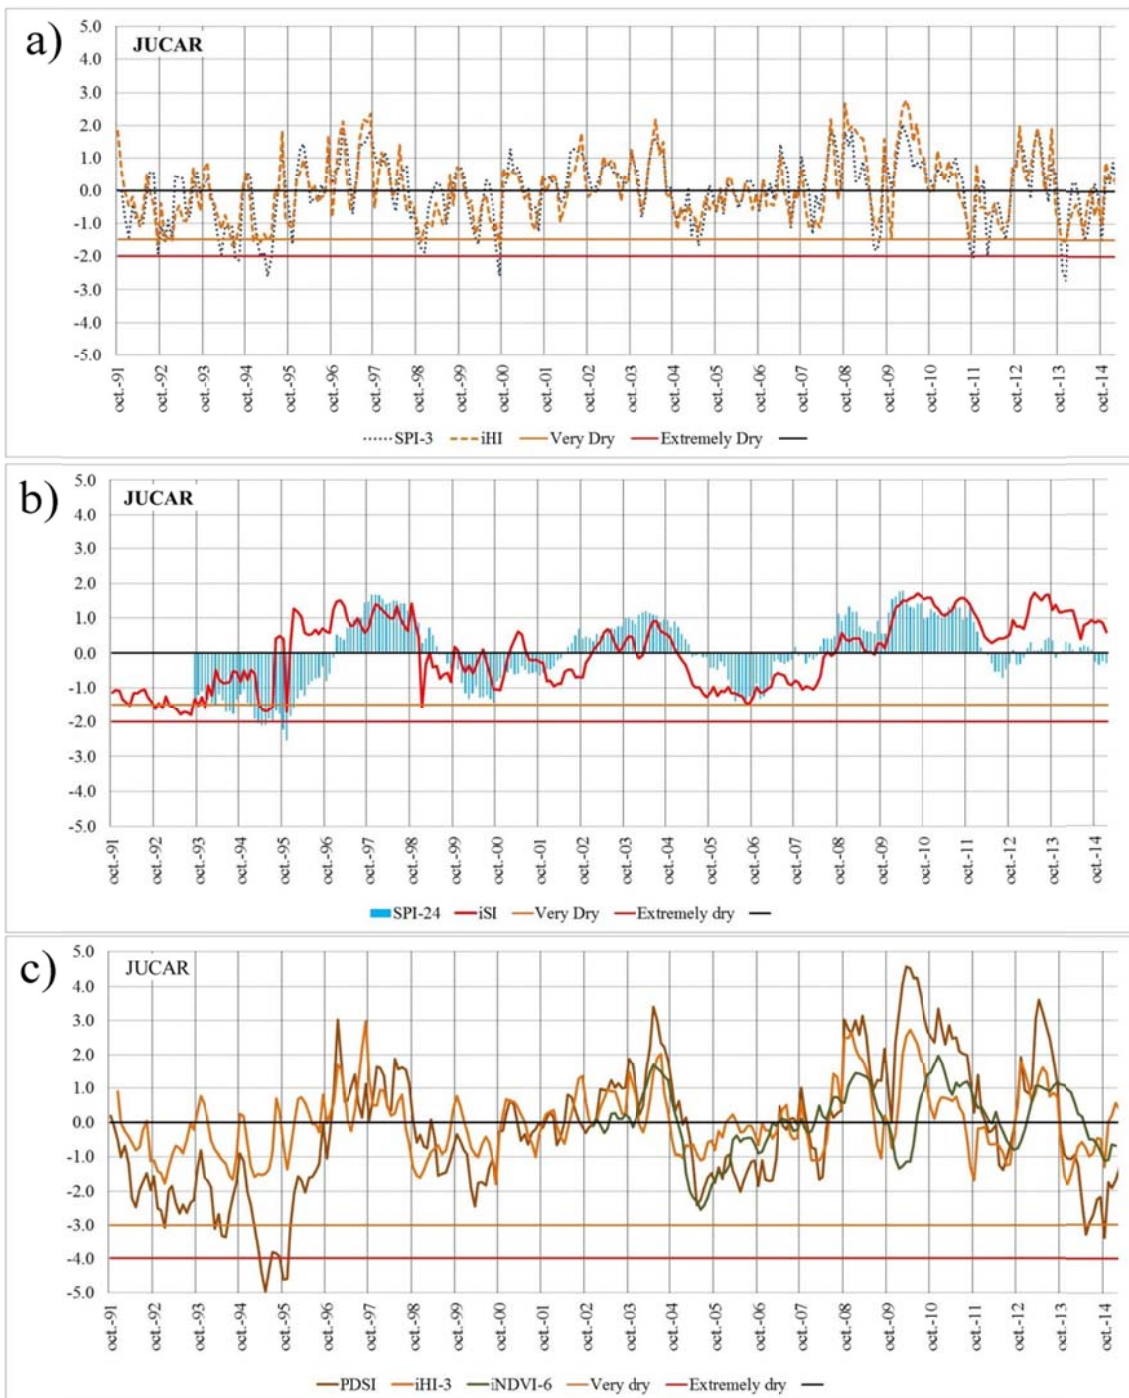 a)
JUCAR
5.0
4.0
3.0
2.0
1.0
0.0
-1.0
-2.0
-3.0
-4.0
-5.0
oct.-91 oct.-92 oct.-93 oct.-94 oct.-95 oct.-96 oct.-97 oct.-98 oct.-99 oct.-00 oct.-01 oct.-02 oct.-03 oct.-04 oct.-05 oct.-06 oct.-07 oct.-08 oct.-09 oct.-10 oct.-11 oct.-12 oct.-13 oct.-14
SPI-3 iHI Very Dry Extremely Dry
b)
JUCAR
5.0
4.0
3.0
2.0
1.0
0.0
-1.0
-2.0
-3.0
-4.0
-5.0
oct.-91 oct.-92 oct.-93 oct.-94 oct.-95 oct.-96 oct.-97 oct.-98 oct.-99 oct.-00 oct.-01 oct.-02 oct.-03 oct.-04 oct.-05 oct.-06 oct.-07 oct.-08 oct.-09 oct.-10 oct.-11 oct.-12 oct.-13 oct.-14
SPI-24 iSI Very Dry Extremely dry
c)
JUCAR
5.0
4.0
3.0
2.0
1.0
0.0
-1.0
-2.0
-3.0
-4.0
-5.0
oct.-91 oct.-92 oct.-93 oct.-94 oct.-95 oct.-96 oct.-97 oct.-98 oct.-99 oct.-00 oct.-01 oct.-02 oct.-03 oct.-04 oct.-05 oct.-06 oct.-07 oct.-08 oct.-09 oct.-10 oct.-11 oct.-12 oct.-13 oct.-14
PDSI iHI-3 iNDVI-6 Very dry Extremely dry